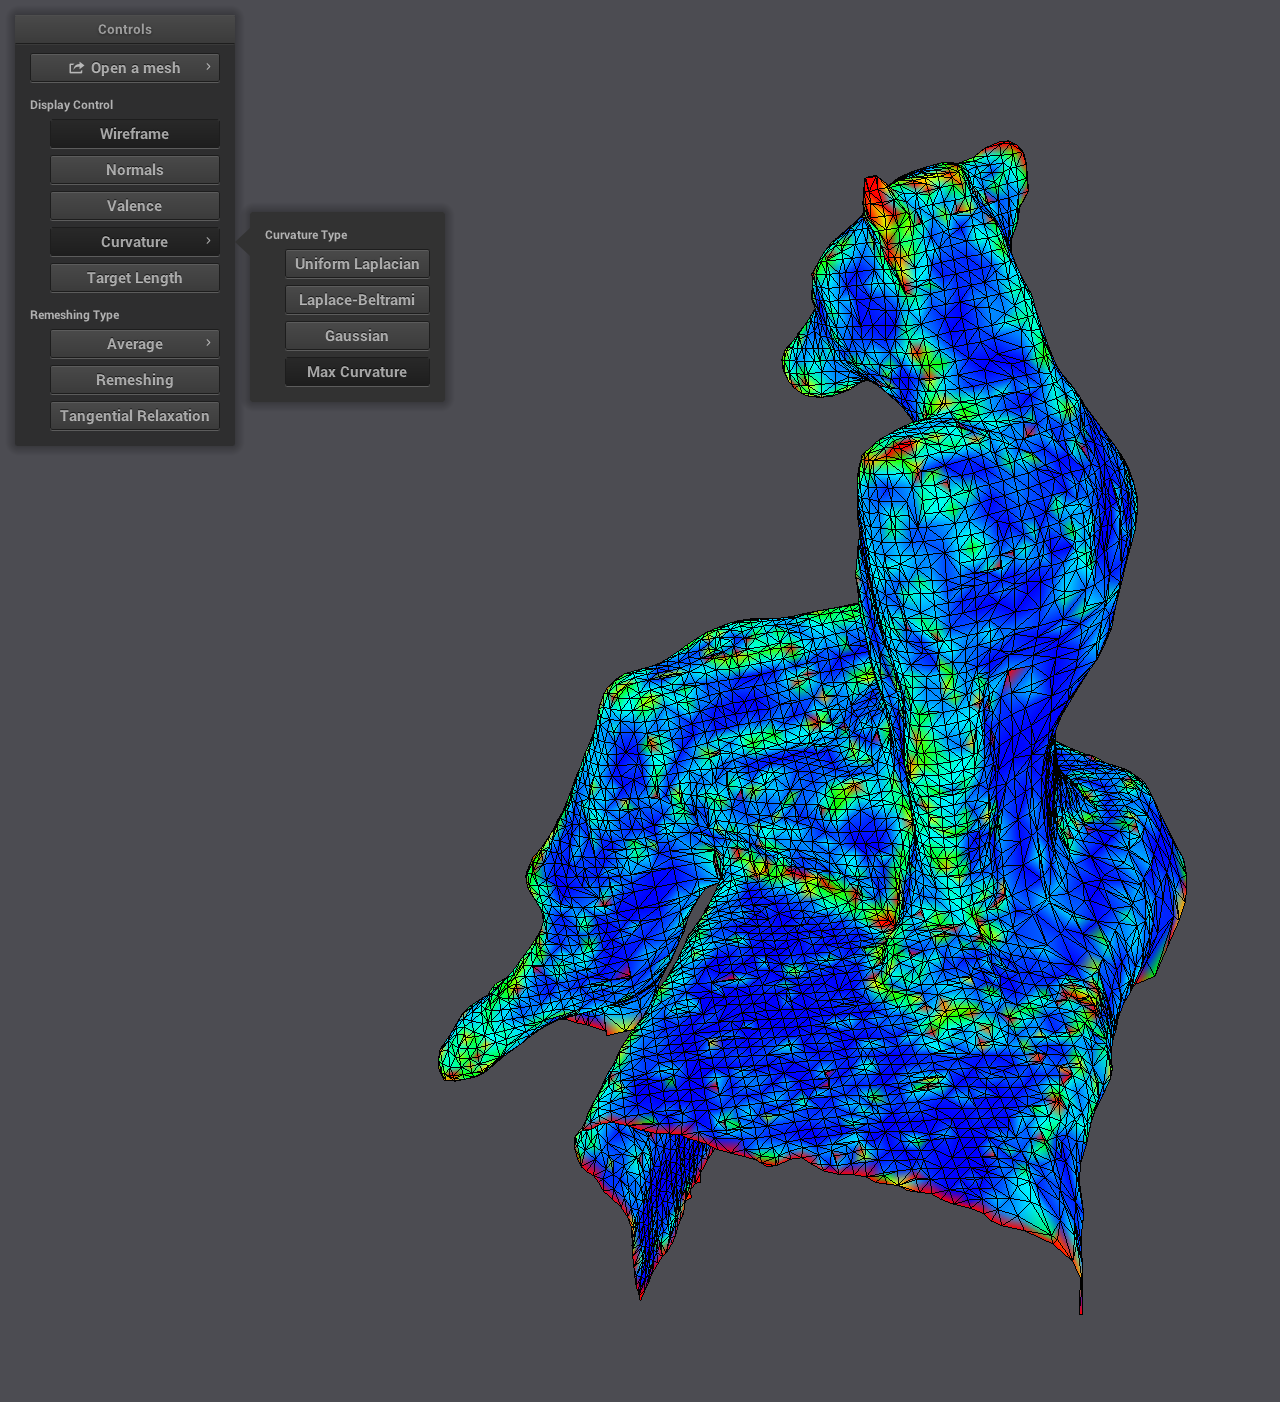 Controls
Open a mesh
Display Control
Wireframe
Normals
Valence
Curvature
Target Length
Remeshing Type
Average
Remeshing
Tangential Relaxation
Curvature Type
Uniform Laplacian
Laplace-Beltrami
Gaussian
Max Curvature